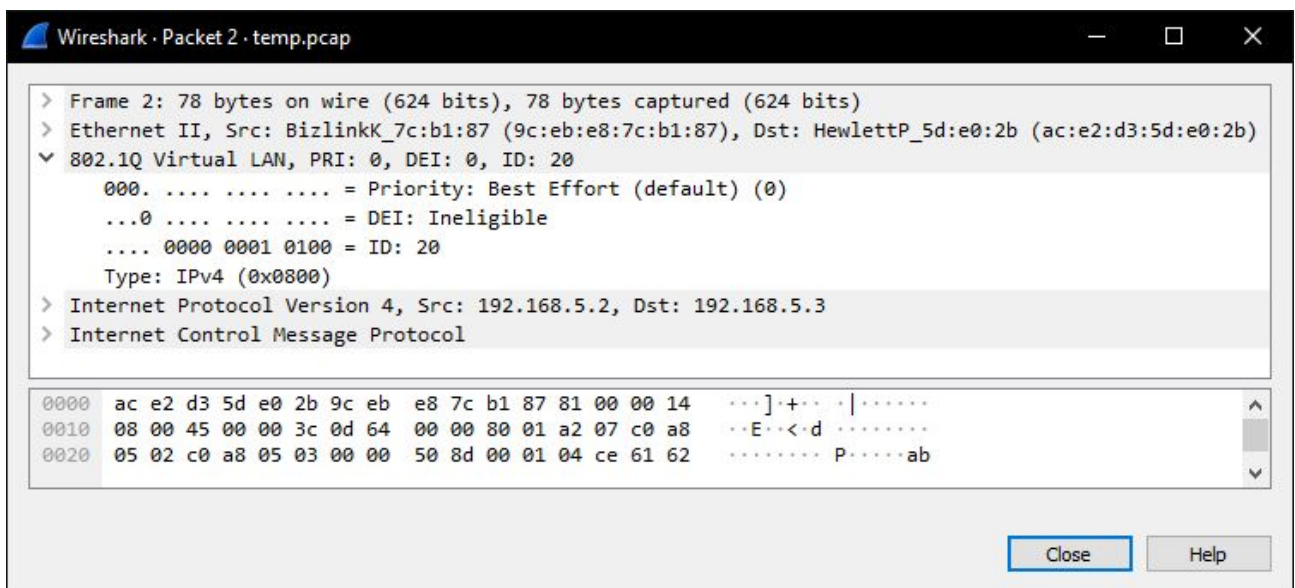 Wireshark · Packet 2 · temp.pcap
> Frame 2: 78 bytes on wire (624 bits), 78 bytes captured (624 bits)
> Ethernet II, Src: BizlinkK_7c:b1:87 (9c:eb:e8:7c:b1:87), Dst: HewlettP_5d:e0:2b (ac:e2:d3:5d:e0:2b)
802.1Q Virtual LAN, PRI: 0, DEI: 0, ID: 20
000. .... .... .... = Priority: Best Effort (default) (0)
...0 .... .... .... = DEI: Ineligible
.... 0000 0001 0100 = ID: 20
Type: IPv4 (0x0800)
> Internet Protocol Version 4, Src: 192.168.5.2, Dst: 192.168.5.3
> Internet Control Message Protocol
0000 ac e2 d3 5d e0 2b 9c eb e8 7c b1 87 81 00 00 14 ···]·+·· ·|······
0010 08 00 45 00 00 3c 0d 64 00 00 80 01 a2 07 c0 a8 ··E··<·d ········
0020 05 02 c0 a8 05 03 00 00 50 8d 00 01 04 ce 61 62 ········ P·····ab
Close Help